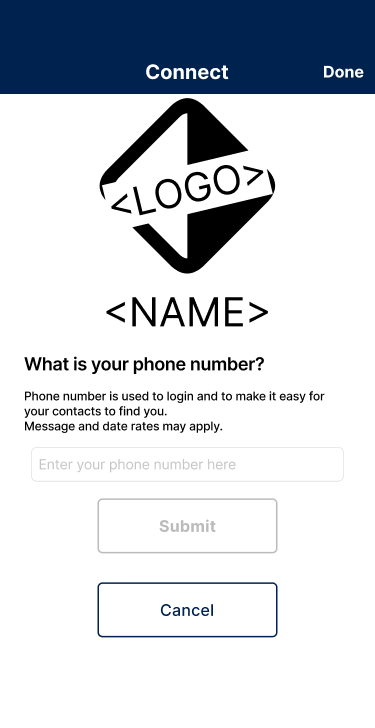 Connect
Done
<LOGO>
<NAME>
What is your phone number?
Phone number is used to login and to make it easy for
your contacts to find you.
Message and date rates may apply.
Enter your phone number here
Submit
Cancel